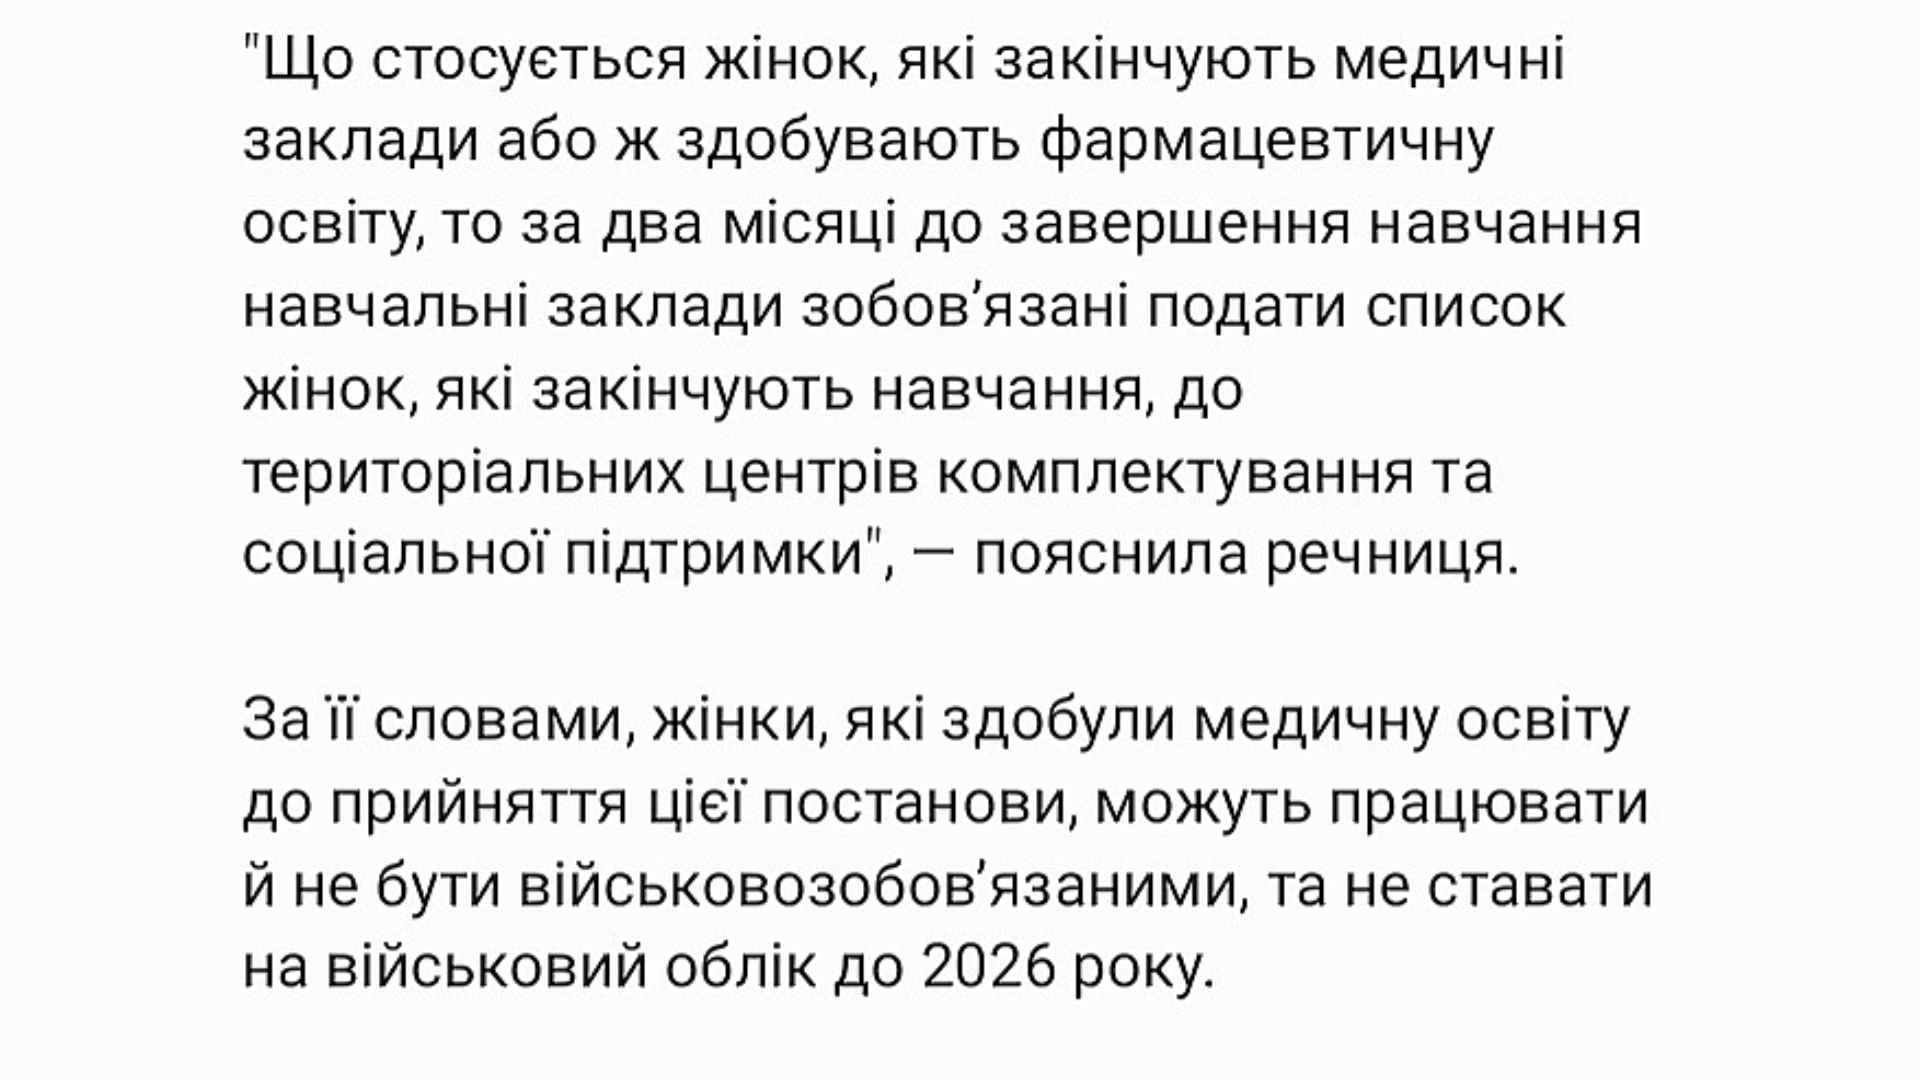 "Що стосується жінок, які закінчують медичні
заклади або ж здобувають фармацевтичну
освіту, то за два місяці до завершення навчання
навчальні заклади зобов’язані подати список
жінок, які закінчують навчання, до
територіальних центрів комплектування та
соціальної підтримки", — пояснила речниця.
За її словами, жінки, які здобули медичну освіту
до прийняття цієї постанови, можуть працювати
й не бути військовозобов’язаними, та не ставати
на військовий облік до 2026 року.